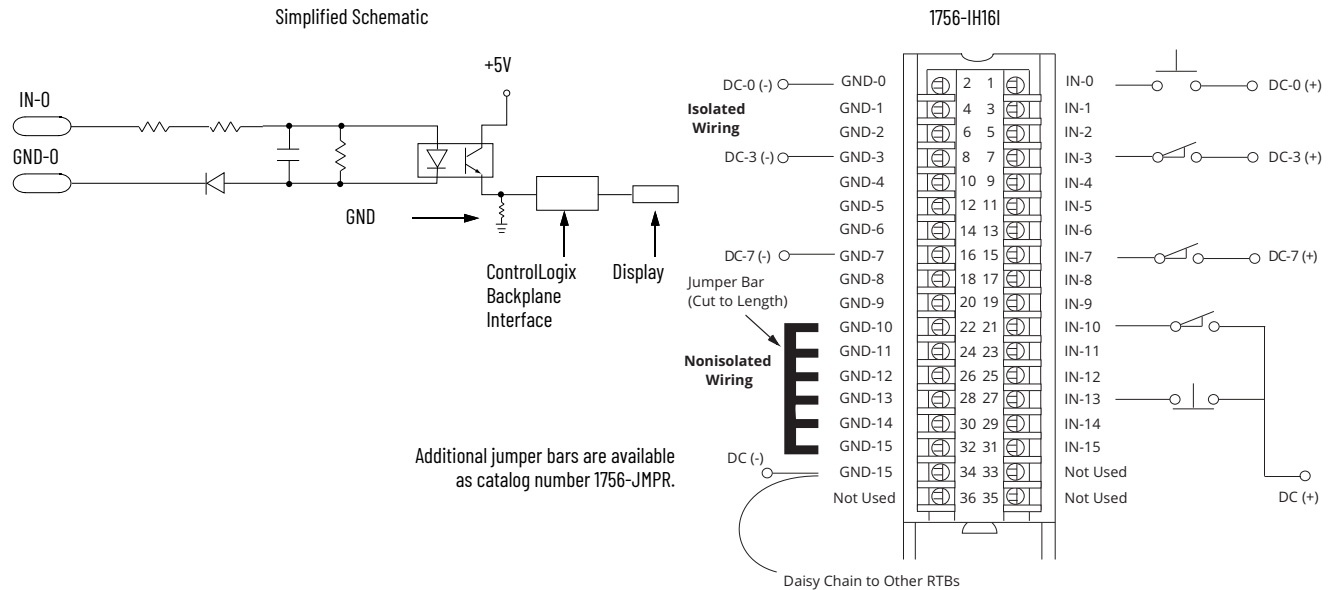 Simplified Schematic
1756-IH16I
+5V
IN-0
GND-0
GND
ControlLogix
Backplane
Interface
Display
Additional jumper bars are available
as catalog number 1756-JMPR.
DC-0 (-)
GND-0
2 1
IN-0
DC-0 (+)
Isolated
Wiring
GND-1
4 3
IN-1
GND-2
6 5
IN-2
DC-3 (-)
GND-3
8 7
IN-3
DC-3 (+)
GND-4
10 9
IN-4
GND-5
12 11
IN-5
GND-6
14 13
IN-6
DC-7 (-)
GND-7
16 15
IN-7
DC-7 (+)
Jumper Bar
(Cut to Length)
GND-8
18 17
IN-8
GND-9
20 19
IN-9
GND-10
22 21
IN-10
Nonisolated
Wiring
GND-11
24 23
IN-11
GND-12
26 25
IN-12
GND-13
28 27
IN-13
GND-14
30 29
IN-14
GND-15
32 31
IN-15
DC (-)
GND-15
34 33
Not Used
Not Used
36 35
Not Used
DC (+)
Daisy Chain to Other RTBs